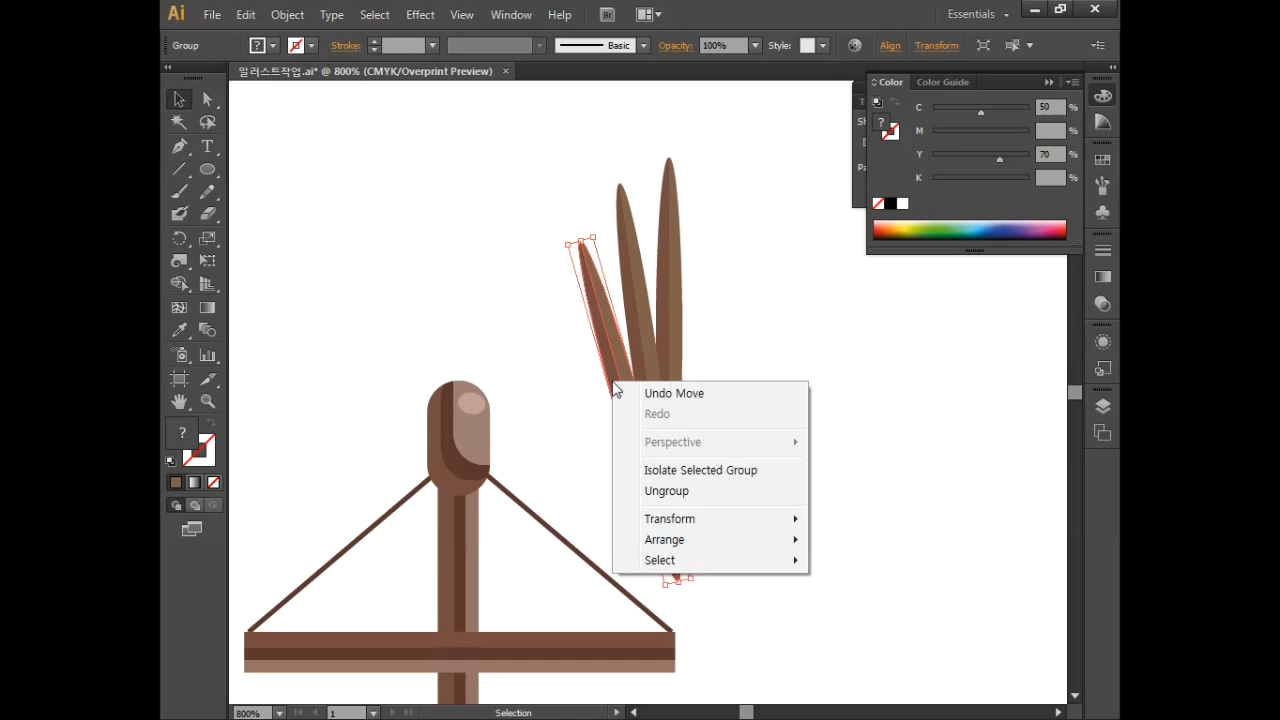 Ai File Edit Object Type Select Effect View Window Help Br Essentials
Group ? Stroke: Basic Opacity: 100% Style: Align Transform
일러스트작업.ai* @ 800% (CMYK/Overprint Preview) ×
Color Color Guide
C 50 %
? M %
Y 70 %
K %
T
?
Undo Move
Redo
Perspective
Isolate Selected Group
Ungroup
Transform
Arrange
Select
800% 1 Selection